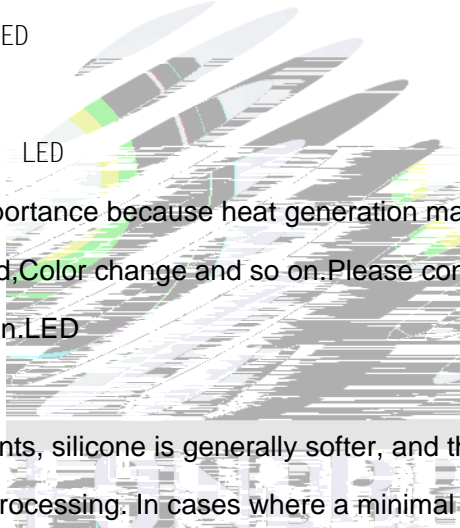 ED
LED
portance because heat generation ma
d,Color change and so on.Please con
n.LED
nts, silicone is generally softer, and th
rocessing. In cases where a minimal